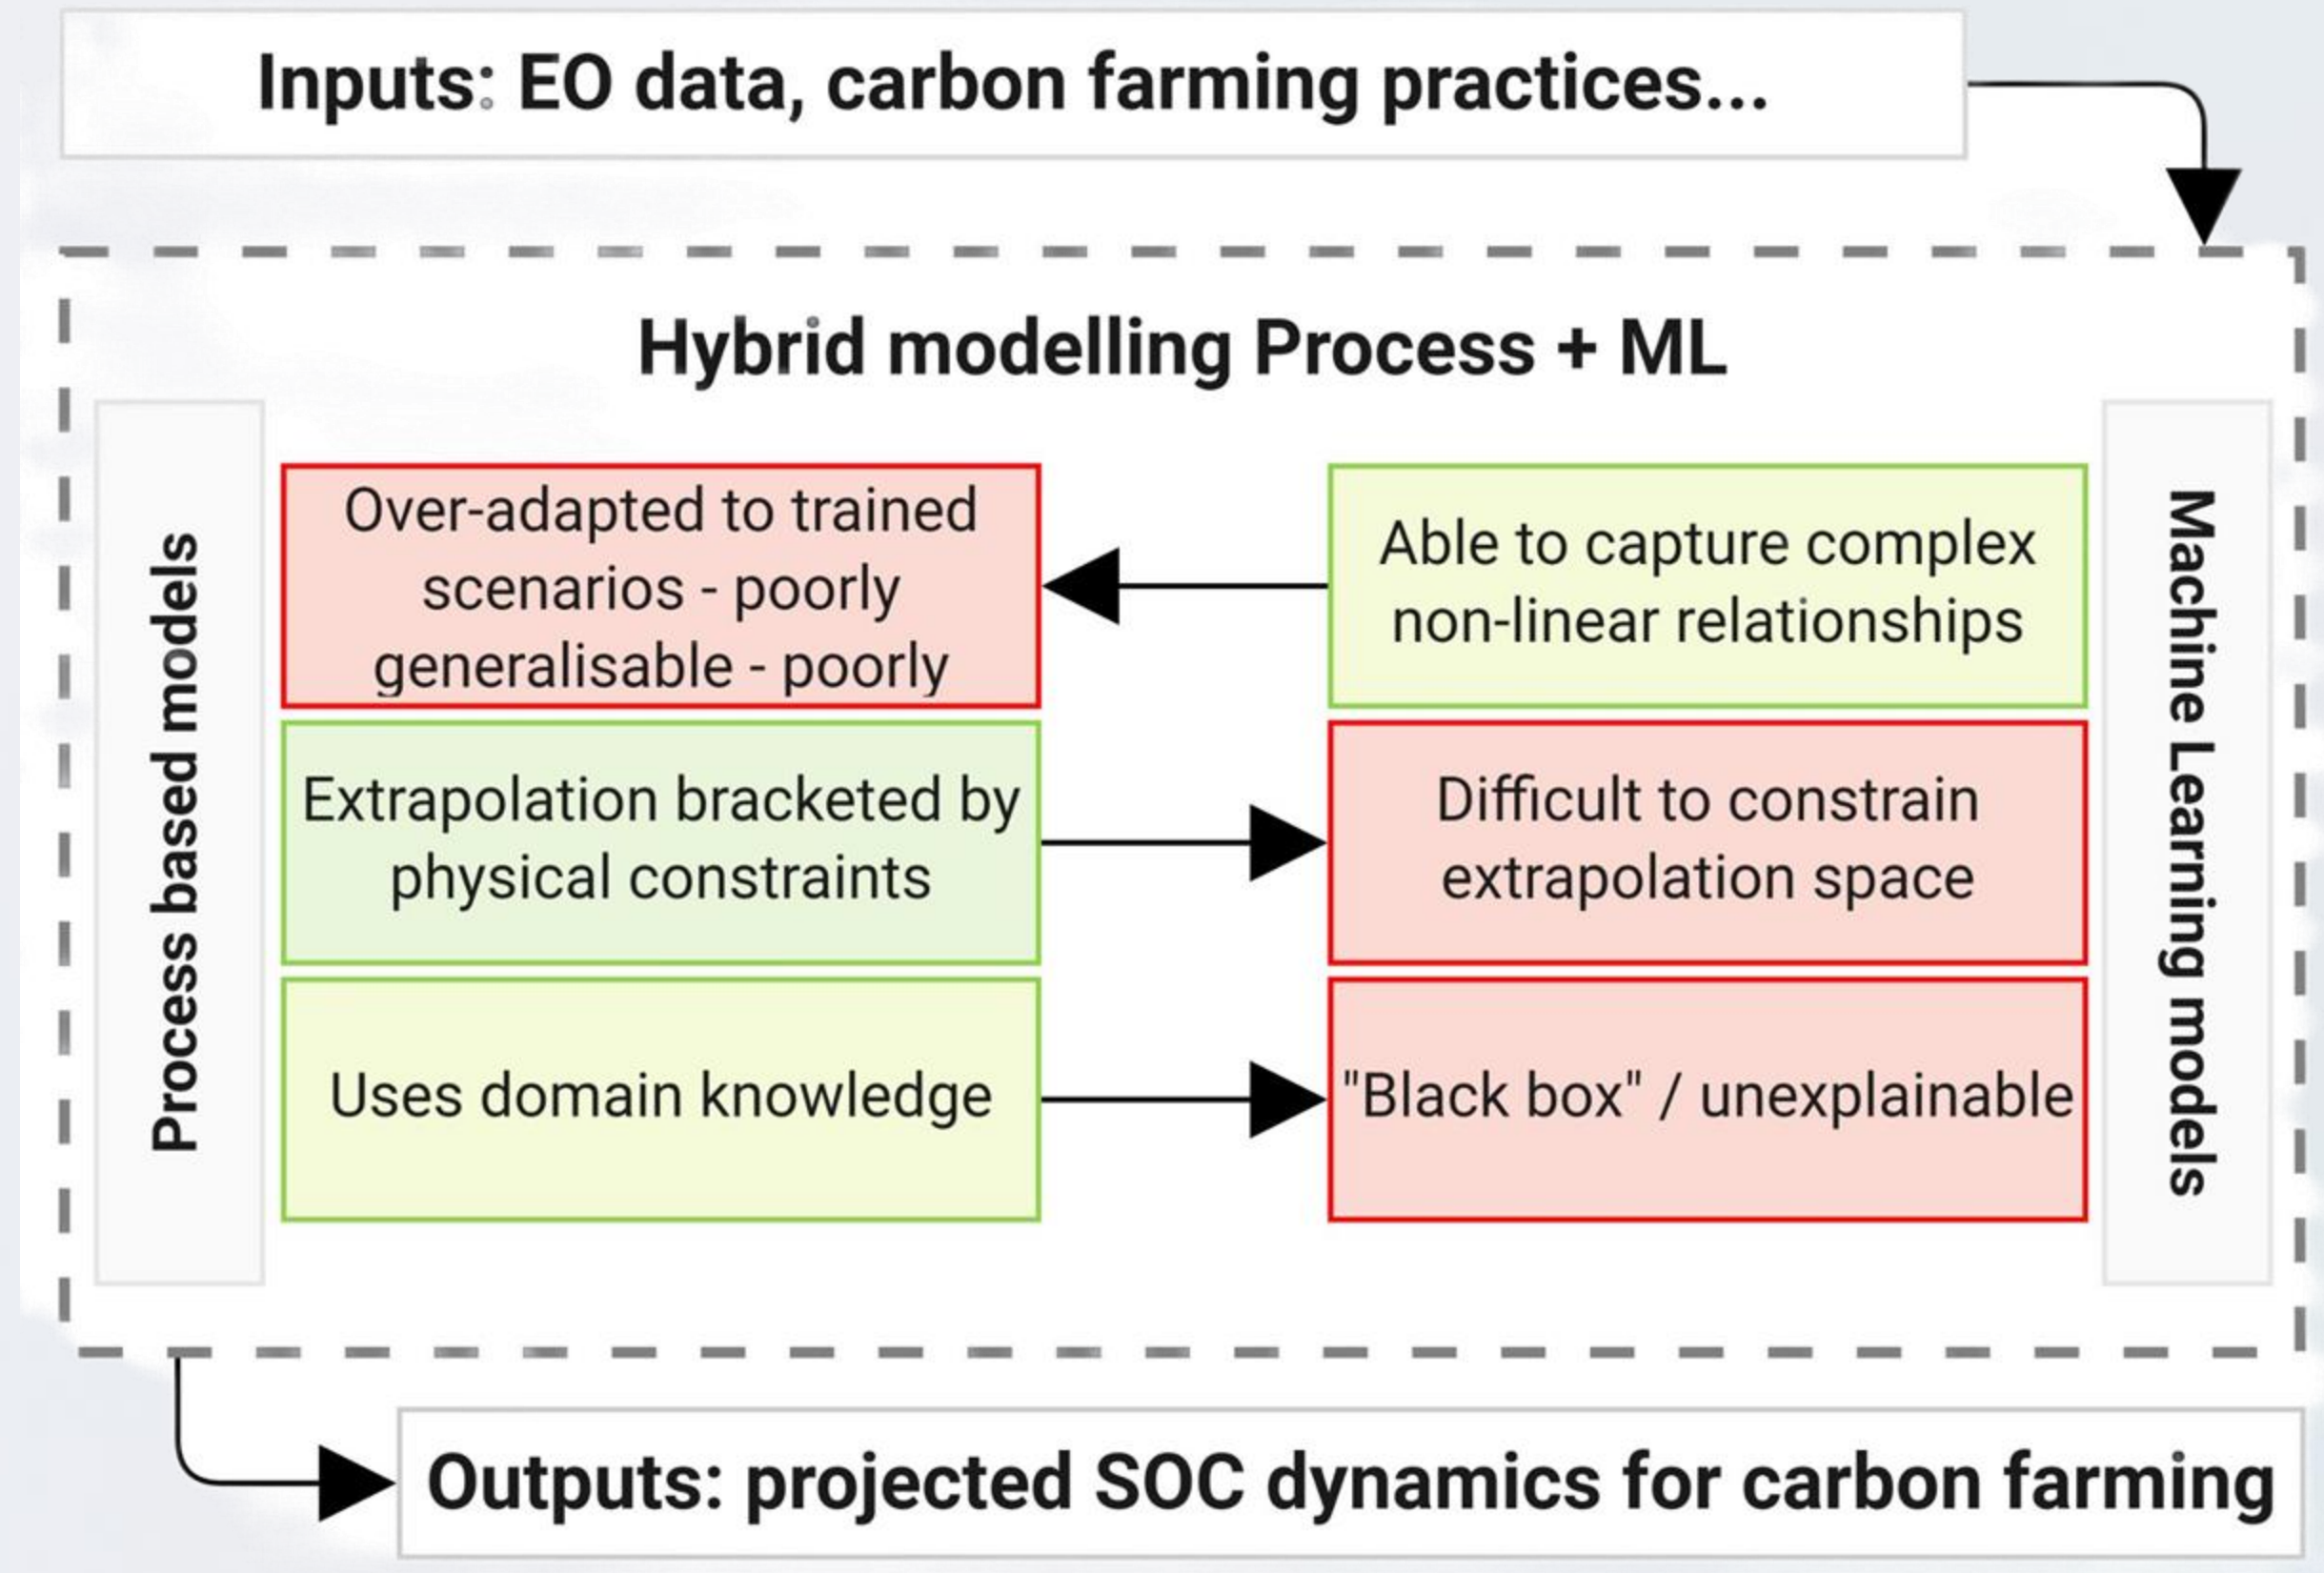 Inputs: EO data, carbon farming practices...
Hybrid modelling Process + ML
Process based models
Over-adapted to trained
scenarios - poorly
generalisable - poorly
Able to capture complex
non-linear relationships
Extrapolation bracketed by
physical constraints
Difficult to constrain
extrapolation space
Uses domain knowledge
"Black box" / unexplainable
Machine Learning models
Outputs: projected SOC dynamics for carbon farming